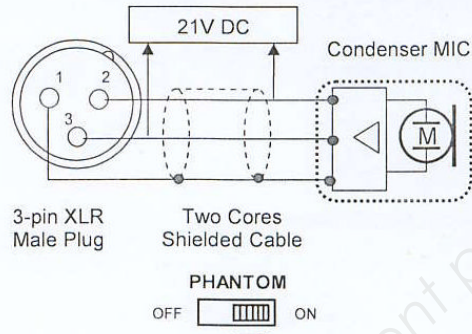 21V DC
Condenser MIC
1
2
3
M
3-pin XLR
Male Plug
Two Cores
Shielded Cable
PHANTOM
OFF
ON